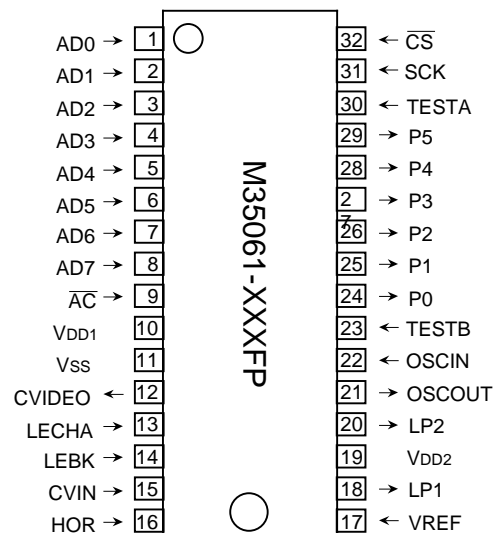 AD0 → 1
AD1 → 2
AD2 → 3
AD3 → 4
AD4 → 5
AD5 → 6
AD6 → 7
AD7 → 8
A̅C̅ → 9
VDD1 10
VSS 11
CVIDEO ← 12
LECHA → 13
LEBK → 14
CVIN → 15
HOR → 16
M35061-XXXFP
32 ← C̅S̅
31 ← SCK
30 ← TESTA
29 → P5
28 → P4
27 → P3
26 → P2
25 → P1
24 → P0
23 ← TESTB
22 ← OSCIN
21 → OSCOUT
20 → LP2
19 VDD2
18 → LP1
17 ← VREF